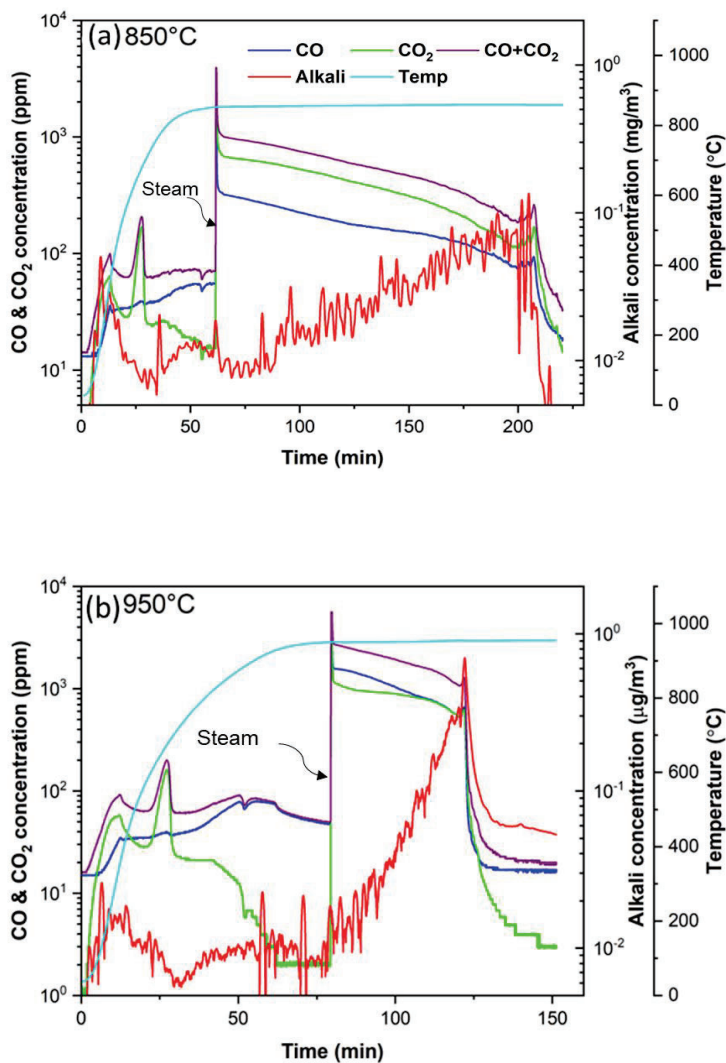 (a) 850°C
CO CO₂ CO+CO₂
Alkali Temp
Steam
CO & CO₂ concentration (ppm)
10⁴
10³
10²
10¹
0 50 100 150 200
Time (min)
10⁰
10⁻¹
10⁻²
Alkali concentration (mg/m³)
1000
800
600
400
200
0
Temperature (°C)
(b) 950°C
Steam
CO & CO₂ concentration (ppm)
10⁴
10³
10²
10¹
10⁰
0 50 100 150
Time (min)
10⁰
10⁻¹
10⁻²
Alkali concentration (µg/m³)
1000
800
600
400
200
0
Temperature (°C)